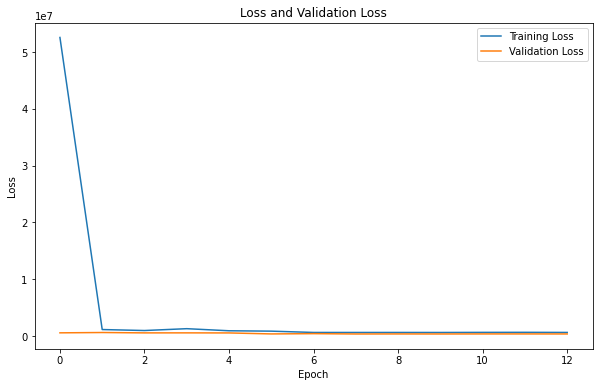 Loss and Validation Loss
1e7
Training Loss
Validation Loss
5
4
3
2
1
0
Loss
0 2 4 6 8 10 12
Epoch